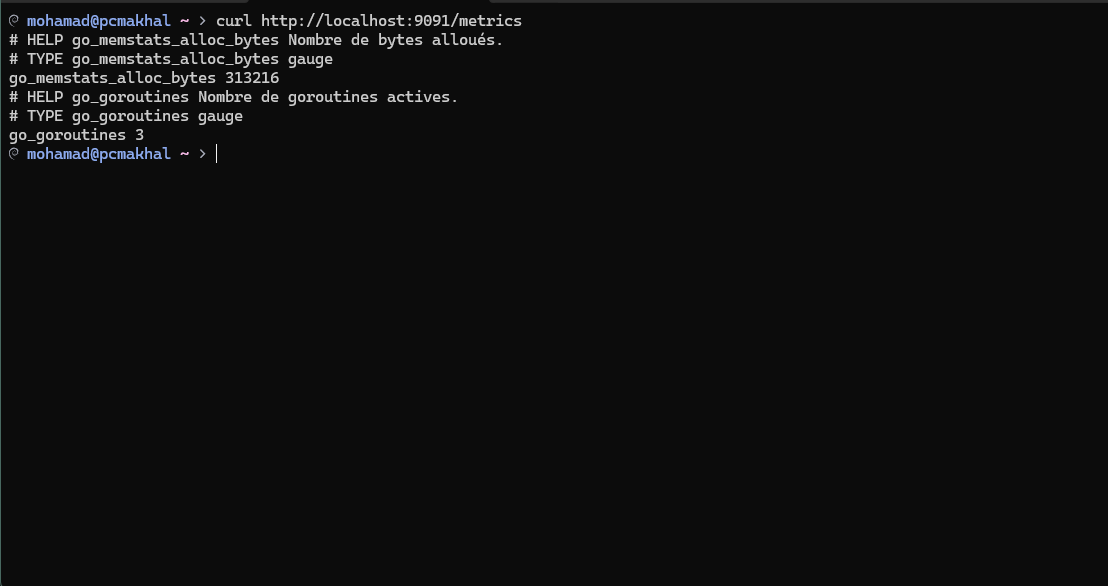 mohamad@pcmakhal ~ > curl http://localhost:9091/metrics
# HELP go_memstats_alloc_bytes Nombre de bytes alloués.
# TYPE go_memstats_alloc_bytes gauge
go_memstats_alloc_bytes 313216
# HELP go_goroutines Nombre de goroutines actives.
# TYPE go_goroutines gauge
go_goroutines 3
mohamad@pcmakhal ~ >